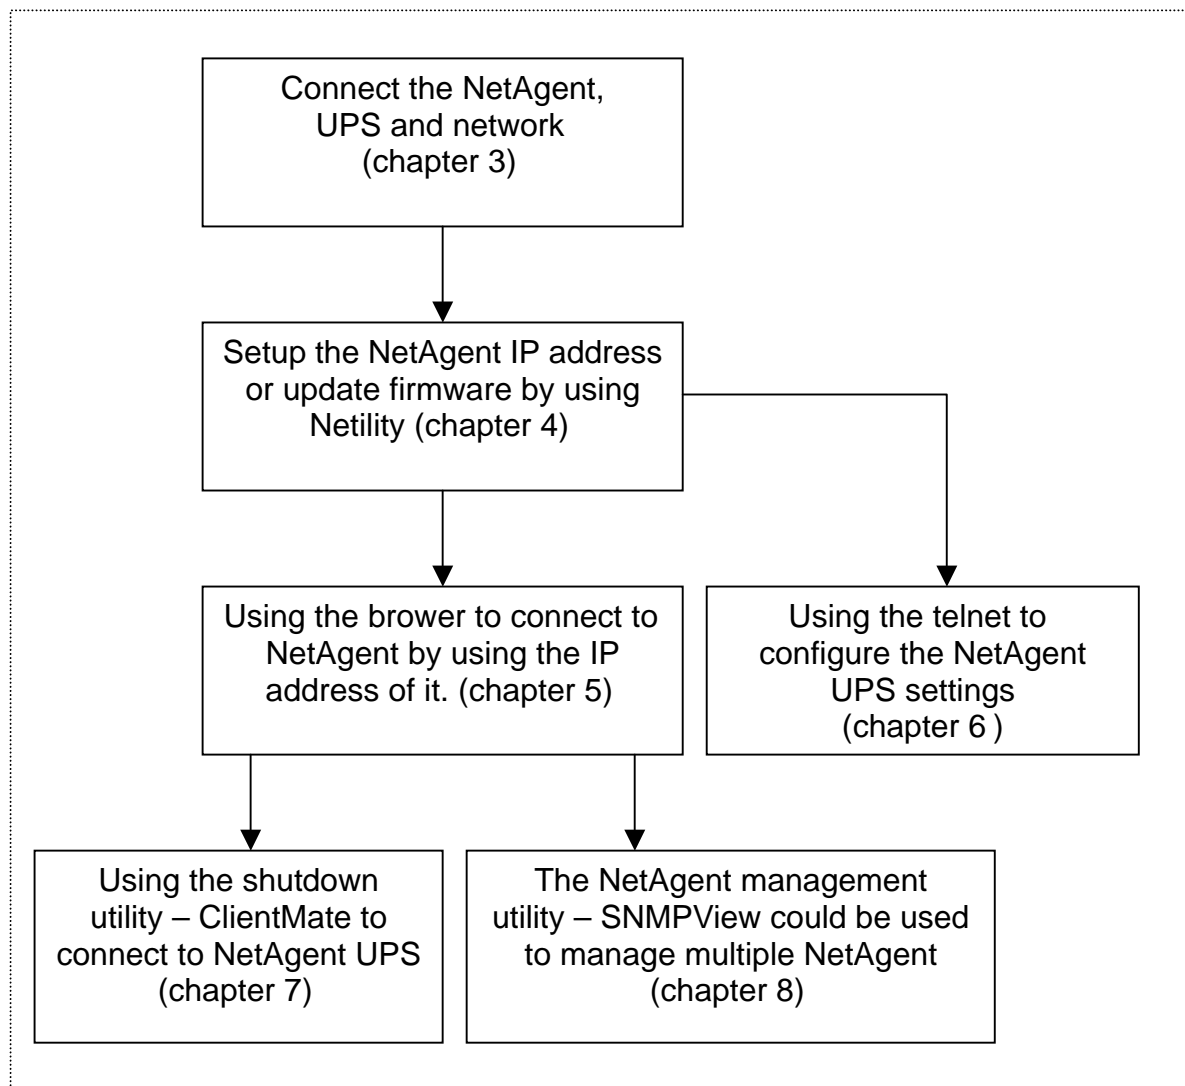 Connect the NetAgent,
UPS and network
(chapter 3)
Setup the NetAgent IP address
or update firmware by using
Netility (chapter 4)
Using the brower to connect to
NetAgent by using the IP
address of it. (chapter 5)
Using the telnet to
configure the NetAgent
UPS settings
(chapter 6 )
Using the shutdown
utility – ClientMate to
connect to NetAgent UPS
(chapter 7)
The NetAgent management
utility – SNMPView could be used
to manage multiple NetAgent
(chapter 8)